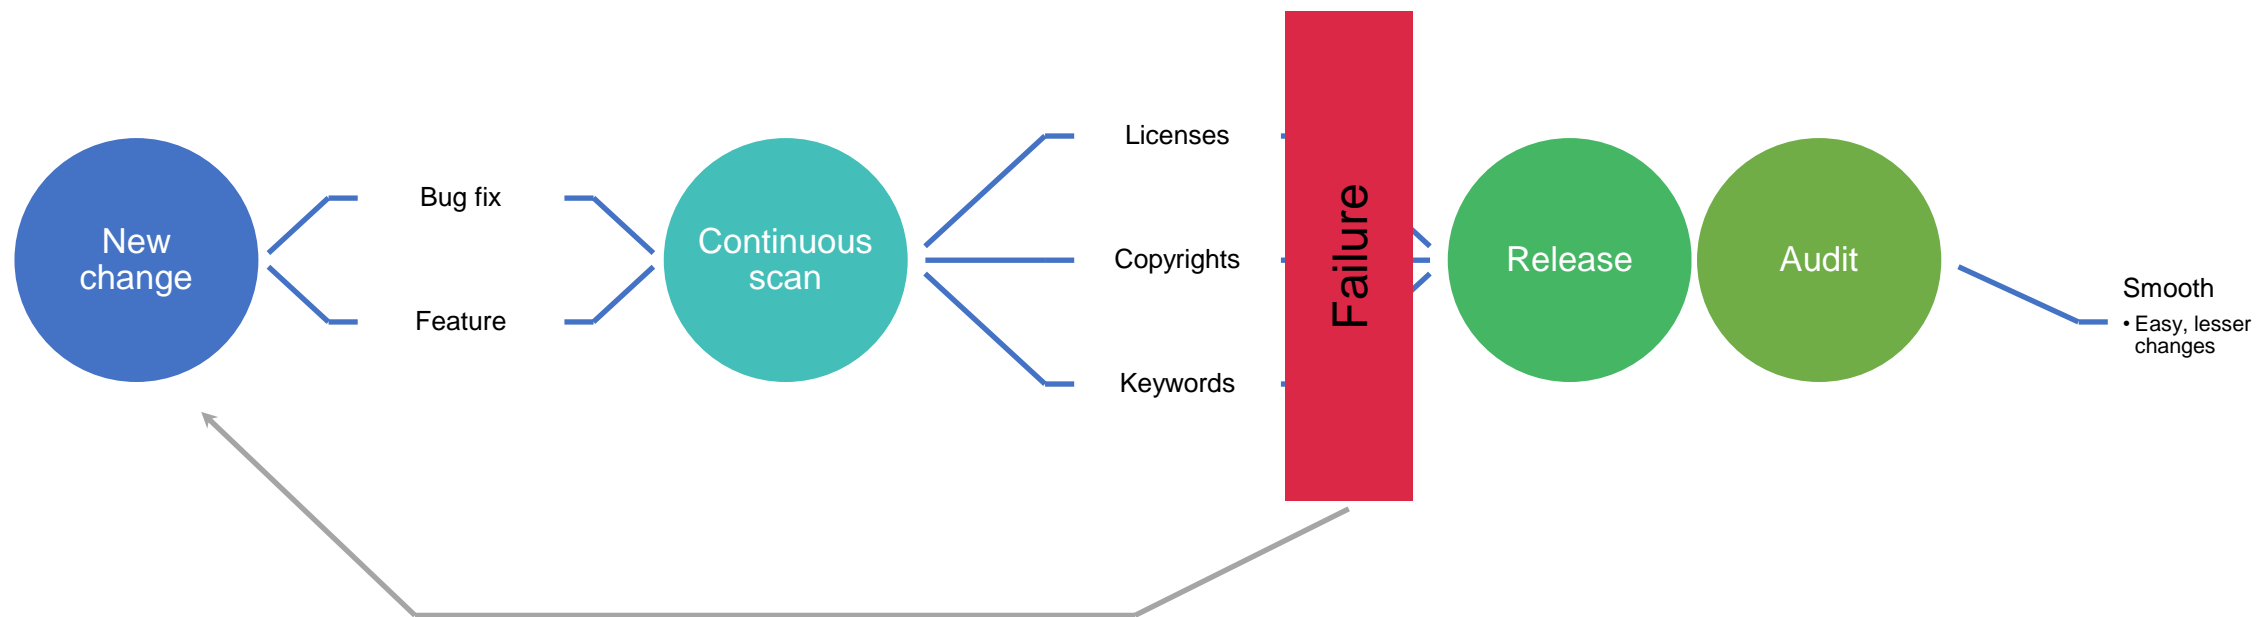 New
change
Bug fix
Feature
Continuous
scan
Licenses
Copyrights
Keywords
Failure
Release
Audit
Smooth
• Easy, lesser
changes